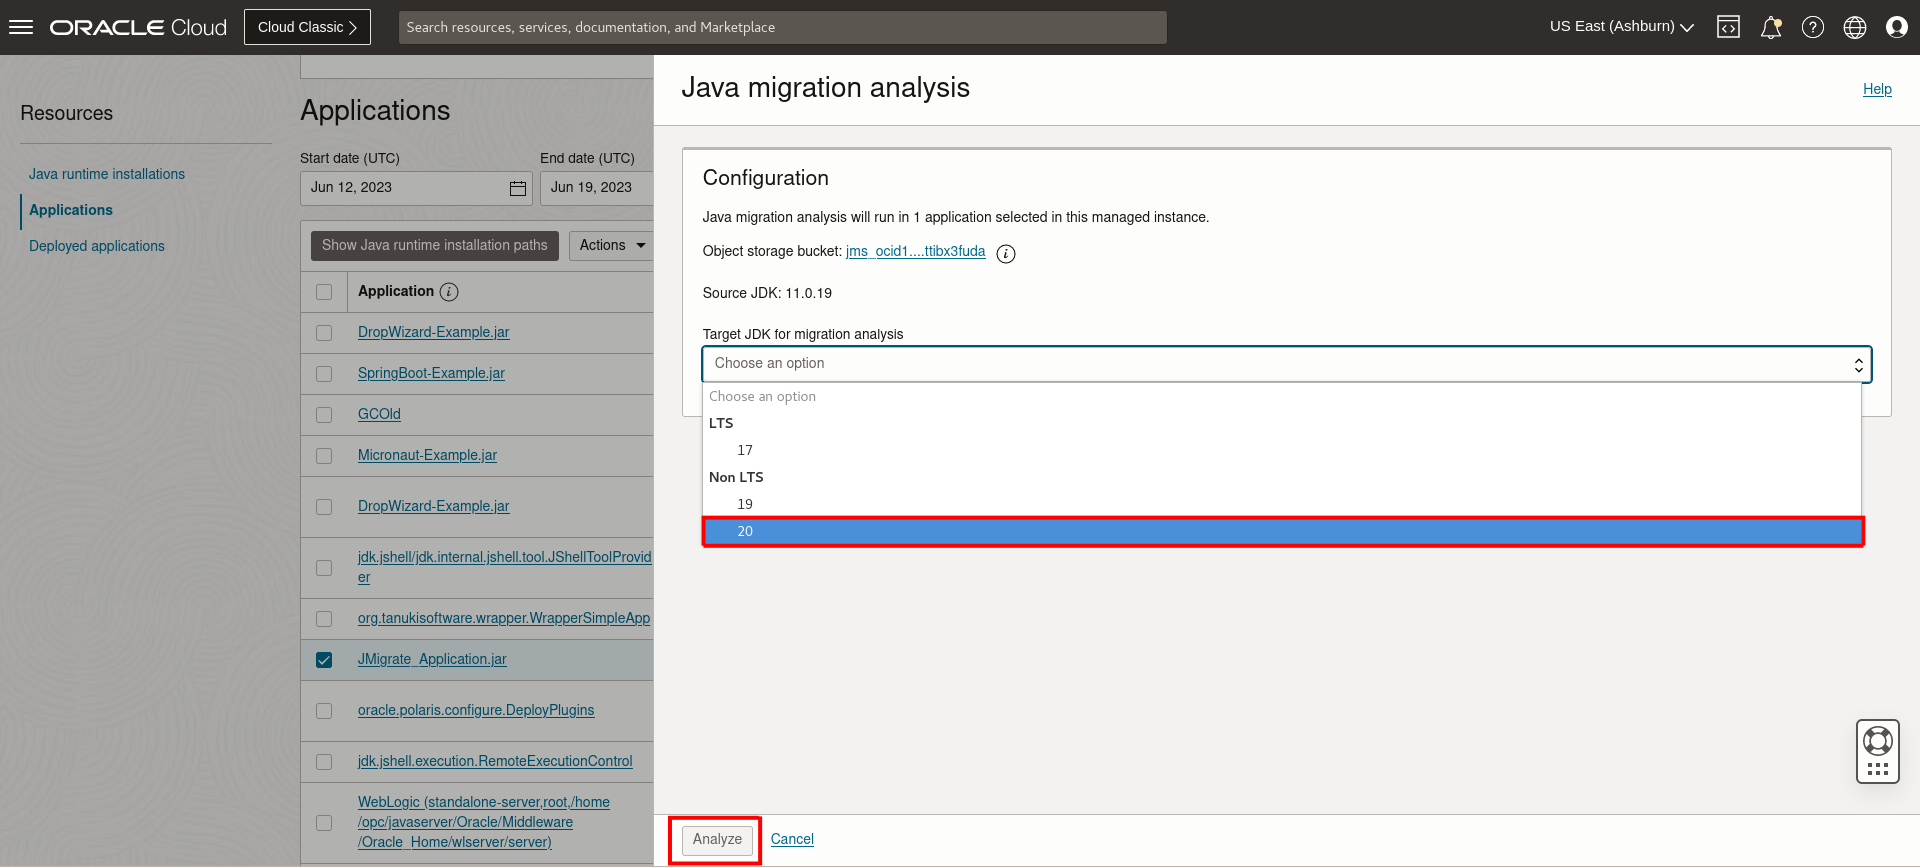 ORACLE Cloud
Cloud Classic
Search resources, services, documentation, and Marketplace
US East (Ashburn)
Resources
Java runtime installations
Applications
Deployed applications
Applications
Start date (UTC)
End date (UTC)
Jun 12, 2023
Jun 19, 2023
Show Java runtime installation paths
Actions
Application
DropWizard-Example.jar
SpringBoot-Example.jar
GCOld
Micronaut-Example.jar
DropWizard-Example.jar
jdk.jshell/jdk.internal.jshell.tool.JShellToolProvid
er
org.tanukisoftware.wrapper.WrapperSimpleApp
JMigrate_Application.jar
oracle.polaris.configure.DeployPlugins
jdk.jshell.execution.RemoteExecutionControl
WebLogic (standalone-server,root,/home
/opc/javaserver/Oracle/Middleware
/Oracle_Home/wlserver/server)
Java migration analysis
Help
Configuration
Java migration analysis will run in 1 application selected in this managed instance.
Object storage bucket: jms_ocid1....ttibx3fuda
Source JDK: 11.0.19
Target JDK for migration analysis
Choose an option
Choose an option
LTS
17
Non LTS
19
20
Analyze
Cancel